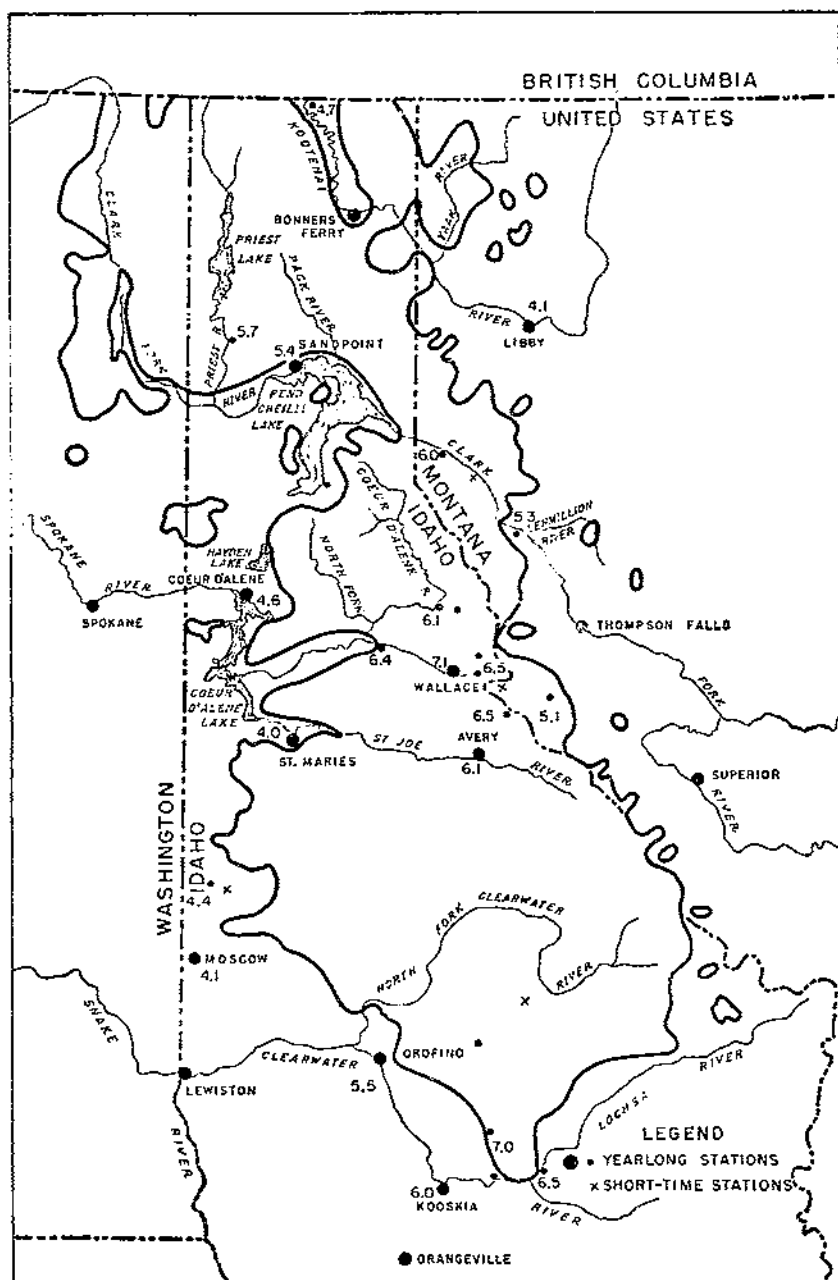 BRITISH COLUMBIA
UNITED STATES
4.7
KOOTENAI
CLARK
YAAK
RIVER
BONNERS
FERRY
PRIEST
LAKE
PACK RIVER
4.1
RIVER
LIBBY
5.7
PRIEST R.
5.4
SANDPOINT
FORK
RIVER
PEND
OREILLE
LAKE
6.0
CLARK
MONTANA
IDAHO
COEUR
D'ALENE
5.3
VERMILLION
RIVER
SPOKANE
RIVER
HAYDEN
LAKE
COEUR D'ALENE
4.6
NORTH FORK
SPOKANE
6.1
THOMPSON FALLS
6.4
7.1
6.5
WALLACE
COEUR
D'ALENE
LAKE
6.5
5.1
FORK
4.0
ST. MARIES
ST JOE
RIVER
AVERY
6.1
SUPERIOR
RIVER
WASHINGTON
IDAHO
4.4
NORTH
FORK
CLEARWATER
RIVER
MOSCOW
4.1
SNAKE
CLEARWATER
OROFINO
5.5
LEWISTON
RIVER
LOCHSA
RIVER
7.0
LEGEND
YEARLONG STATIONS
x SHORT-TIME STATIONS
6.0
KOOSKIA
6.5
RIVER
ORANGEVILLE